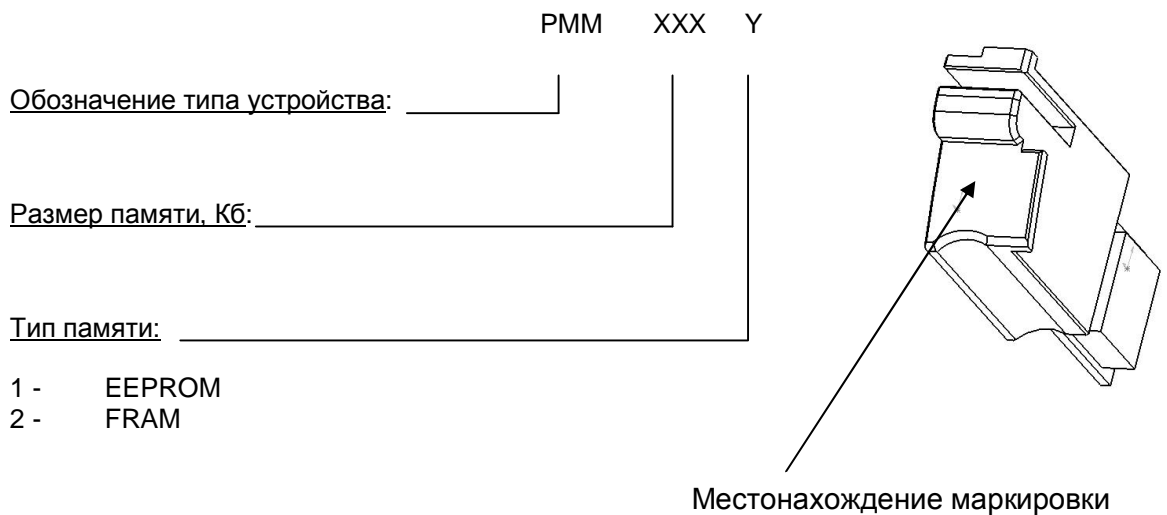 PMM XXX Y
Обозначение типа устройства:
Размер памяти, Кб:
Тип памяти:
1 - EEPROM
2 - FRAM
Местонахождение маркировки